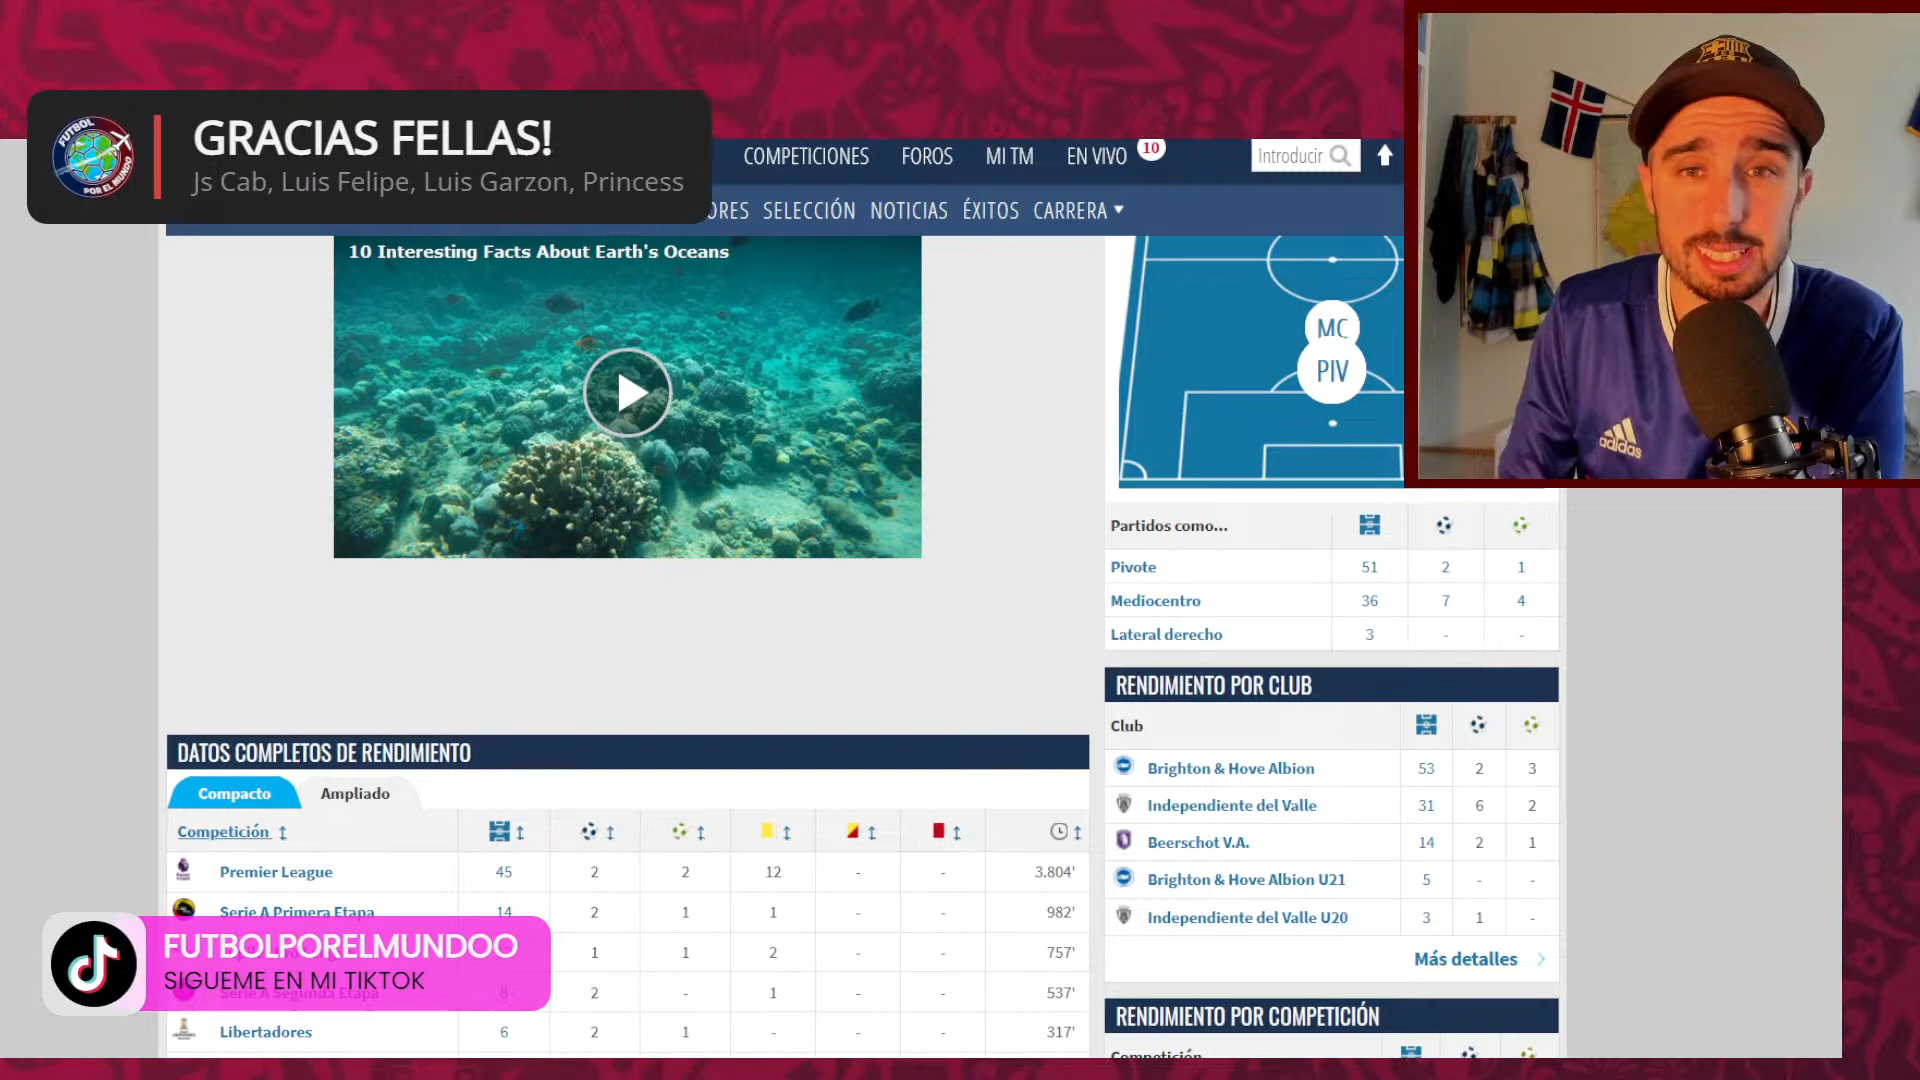 GRACIAS FELLAS!
Js Cab, Luis Felipe, Luis Garzon, Princess
FUTBOL
POR EL MUNDO
COMPETICIONES FOROS MI TM EN VIVO 10 Introducir
SELECCIÓN NOTICIAS ÉXITOS CARRERA
10 Interesting Facts About Earth's Oceans
MC
PIV
adidas
Partidos como...
Pivote 51 2 1
Mediocentro 36 7 4
Lateral derecho 3 - -
RENDIMIENTO POR CLUB
Club
Brighton & Hove Albion 53 2 3
Independiente del Valle 31 6 2
Beerschot V.A. 14 2 1
Brighton & Hove Albion U21 5 - -
Independiente del Valle U20 3 1 -
Más detalles
RENDIMIENTO POR COMPETICIÓN
Competición
DATOS COMPLETOS DE RENDIMIENTO
Compacto Ampliado
Competición
Premier League 45 2 2 12 - - 3.804'
Serie A Primera Etapa 14 2 1 1 - - 982'
1 1 2 - - 757'
Serie A Segunda Etapa 8 2 - 1 - - 537'
Libertadores 6 2 1 - - - 317'
FUTBOLPORELMUNDOO
SIGUEME EN MI TIKTOK